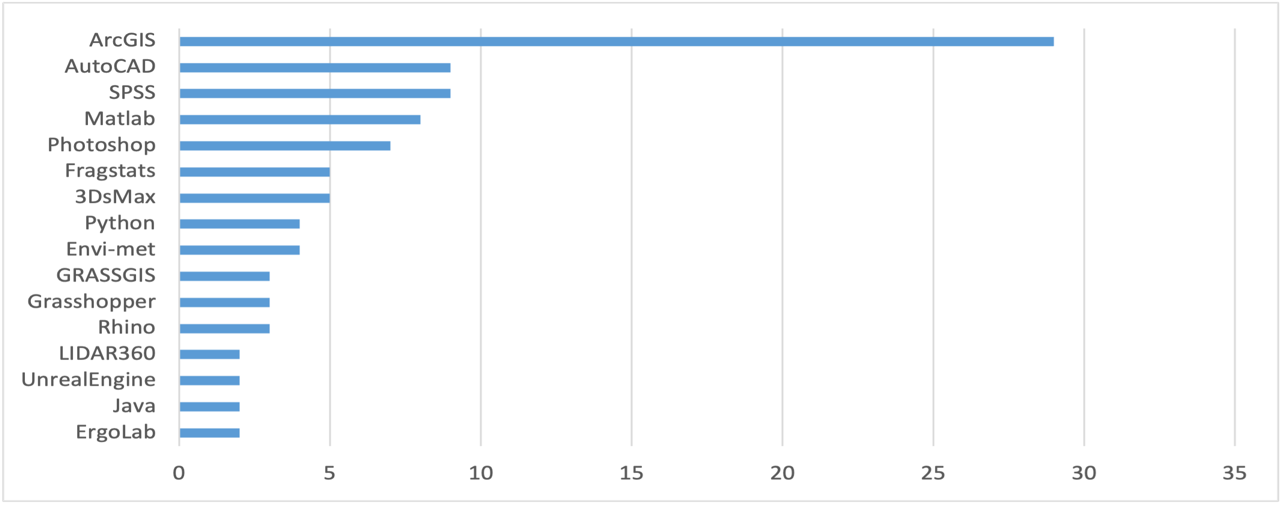 ArcGIS
AutoCAD
SPSS
Matlab
Photoshop
Fragstats
3DsMax
Python
Envi-met
GRASSGIS
Grasshopper
Rhino
LIDAR360
UnrealEngine
Java
ErgoLab
0 5 10 15 20 25 30 35